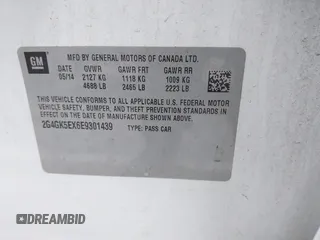 GM
MFD BY GENERAL MOTORS OF CANADA LTD.
DATE GVWR GAWR FRT GAWR RR
05/14 2127 KG 1118 KG 1009 KG
4688 LB 2465 LB 2223 LB
THIS VEHICLE CONFORMS TO ALL APPLICABLE U.S. FEDERAL
MOTOR VEHICLE SAFETY, BUMPER, AND THEFT PREVENTION STANDARDS
IN EFFECT ON THE DATE OF MANUFACTURE SHOWN ABOVE.
2G4GK5EX6E9301439 TYPE: PASS CAR
DREAMBID